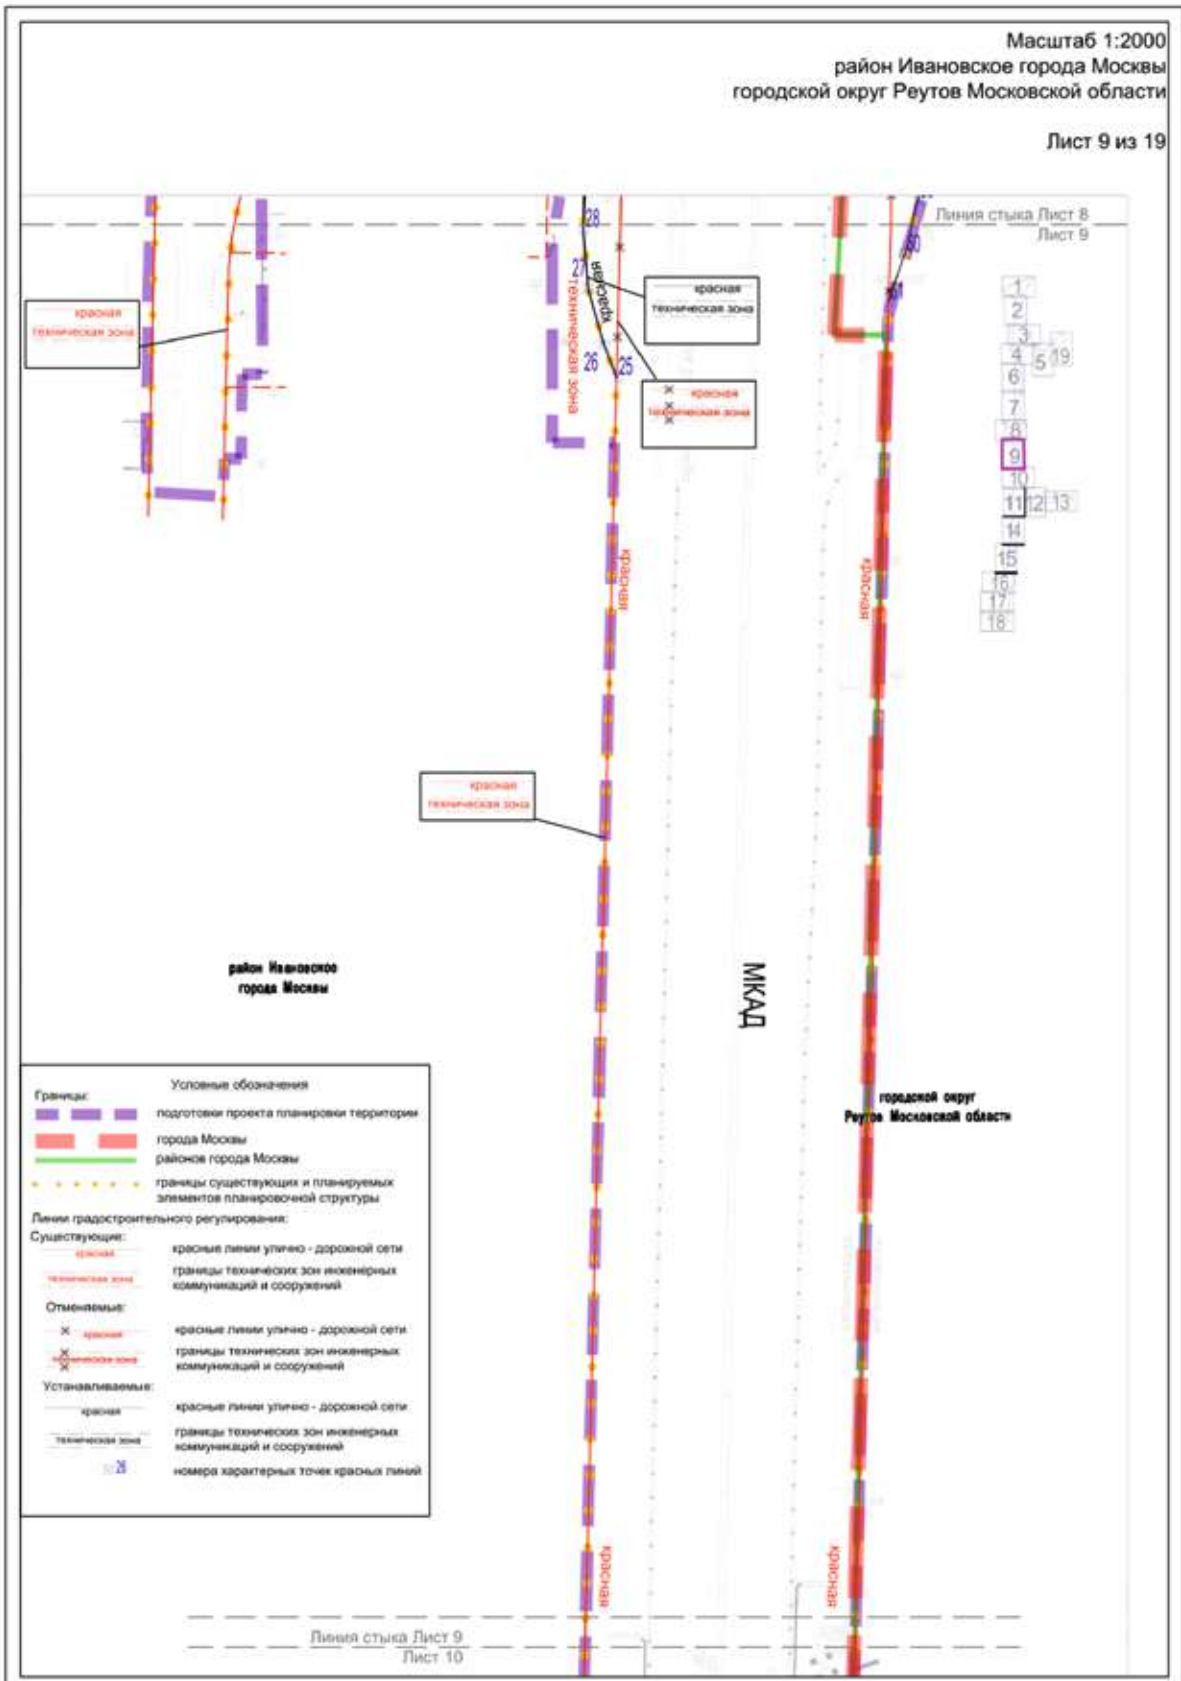 Масштаб 1:2000
район Ивановское города Москвы
городской округ Реутов Московской области
Лист 9 из 19
Линия стыка Лист 8
Лист 9
28
27
26
25
красная
техническая зона
красная
техническая зона
красная
техническая зона
красная
техническая зона
1
2
3
4
5
19
6
7
8
9
10
11
12
13
14
15
16
17
18
красная
красная
красная
техническая зона
МКАД
район Ивановское
города Москвы
городской округ
Реутов Московской области
Условные обозначения
Границы:
подготовки проекта планировки территории
города Москвы
районов города Москвы
границы существующих и планируемых
элементов планировочной структуры
Линии градостроительного регулирования:
Существующие:
красная
красные линии улично - дорожной сети
техническая зона
границы технических зон инженерных
коммуникаций и сооружений
Отменяемые:
красная
красные линии улично - дорожной сети
техническая зона
границы технических зон инженерных
коммуникаций и сооружений
Устанавливаемые:
красная
красные линии улично - дорожной сети
техническая зона
границы технических зон инженерных
коммуникаций и сооружений
26
номера характерных точек красных линий
красная
красная
Линия стыка Лист 9
Лист 10